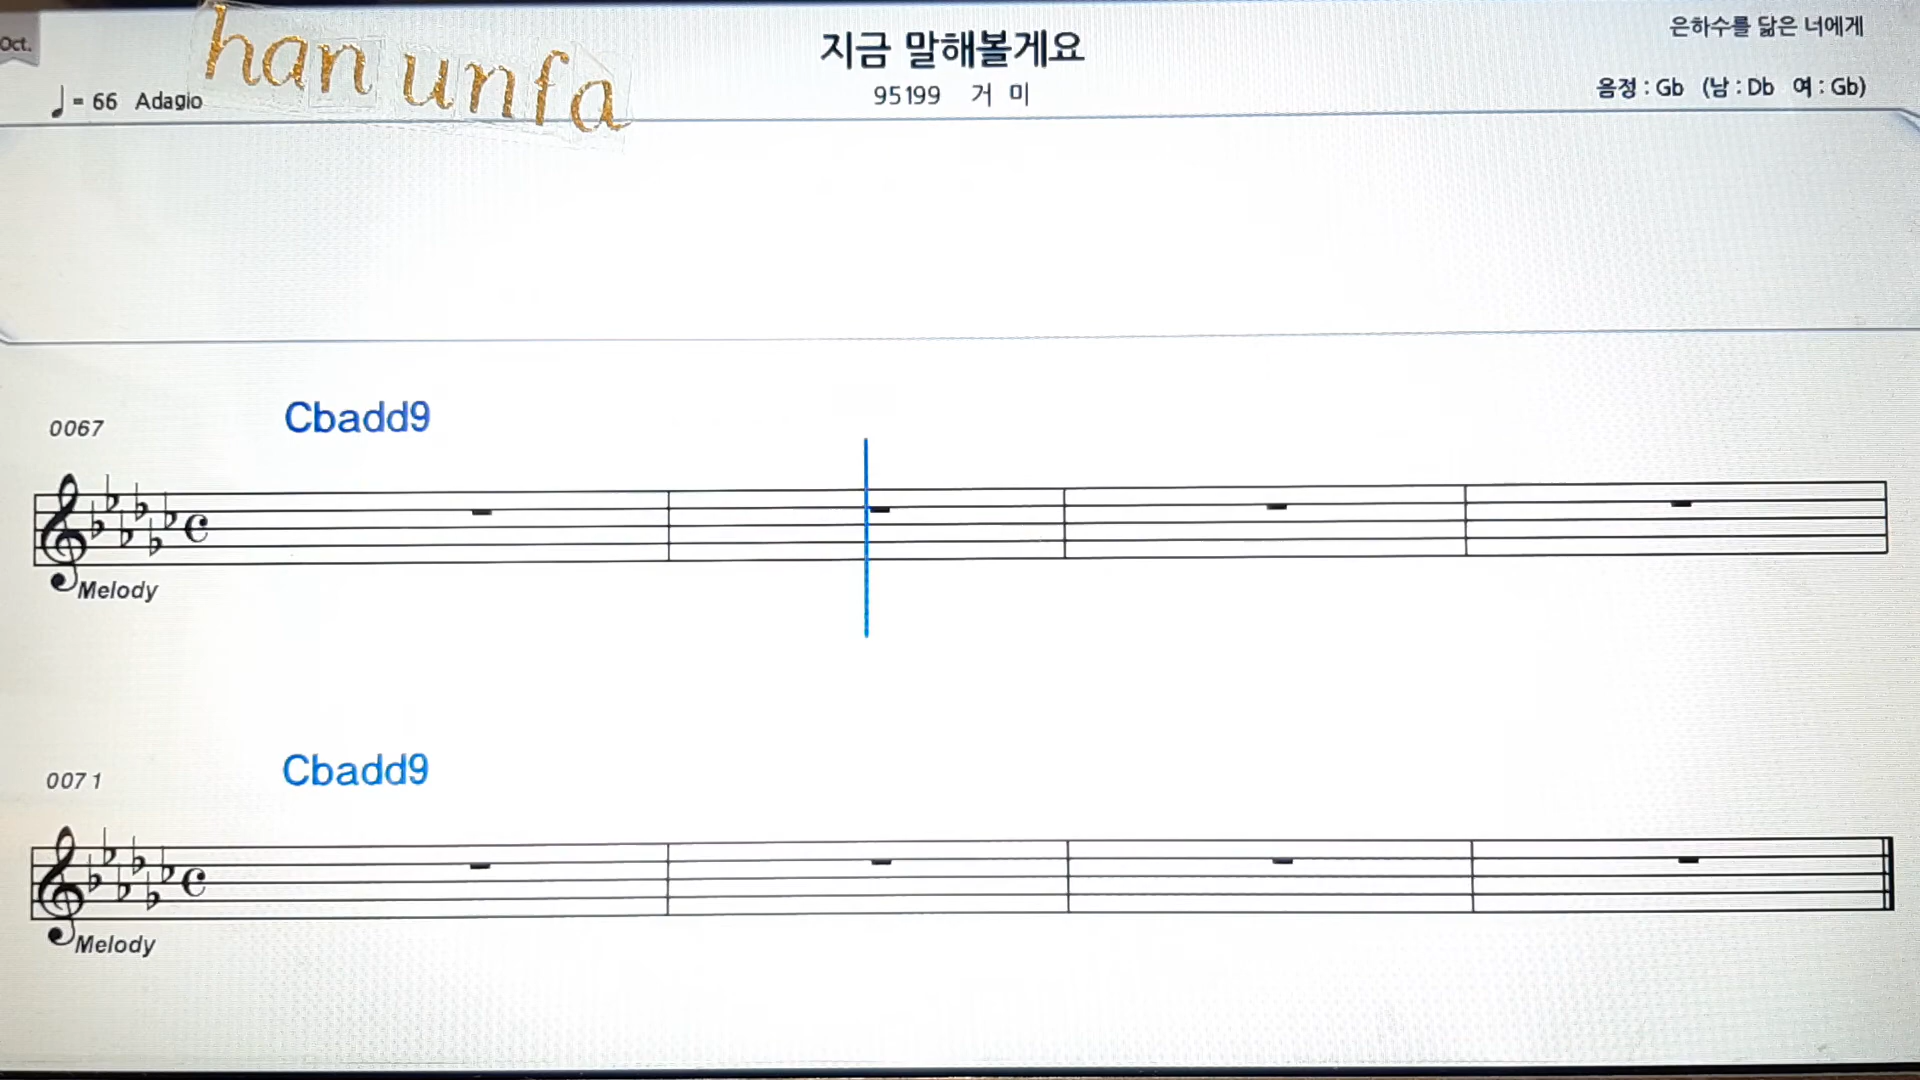 Oct.
han unfa
지금 말해볼게요
은하수를 닮은 너에게
♩ = 66 Adagio
95199 거 미
음정 : Gb (남 : Db 여 : Gb)
0067
Cbadd9
Melody
0071
Cbadd9
Melody